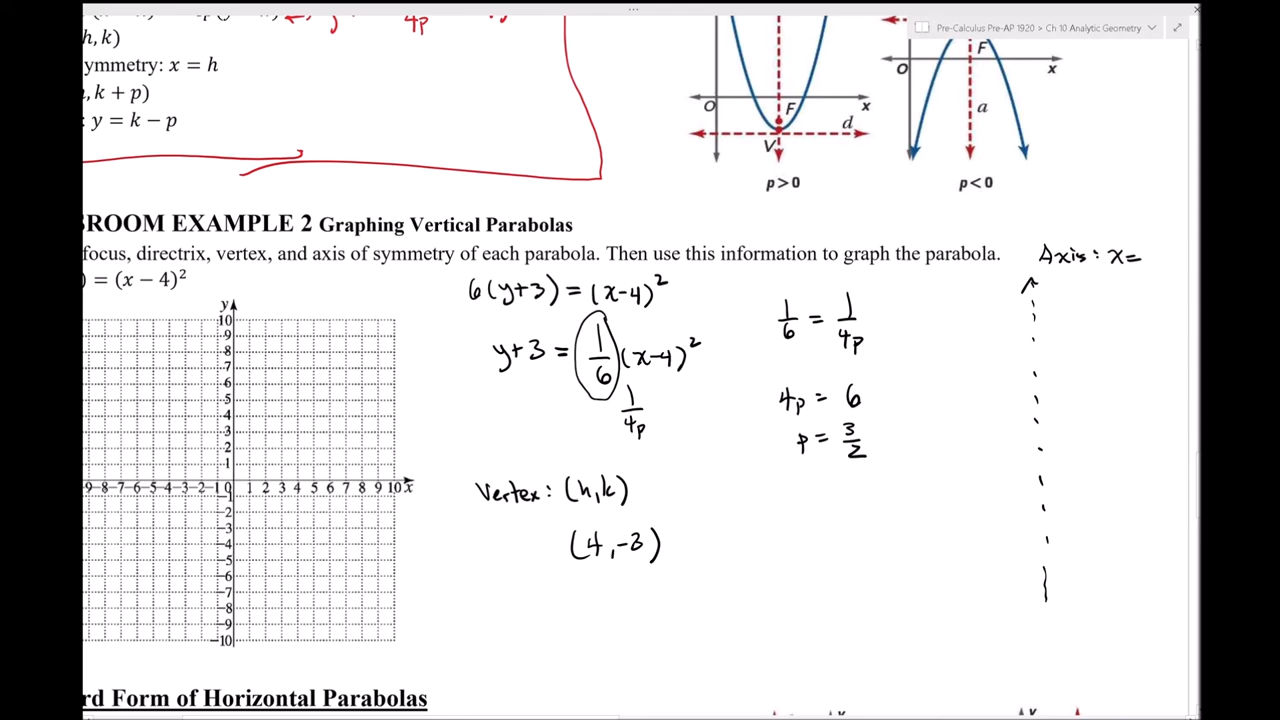 Pre-Calculus Pre-AP 1920 > Ch 10 Analytic Geometry
4p
h, k)
ymmetry: x = h
, k + p)
: y = k − p
O F x
d
V
p>0
F
O x
a
p<0
SROOM EXAMPLE 2 Graphing Vertical Parabolas
focus, directrix, vertex, and axis of symmetry of each parabola. Then use this information to graph the parabola.
) = (x − 4)²
Axis: x=
6(y+3) = (x-4)²
y+3 = 1/6 (x-4)²
1/4p
1/6 = 1/4p
4p = 6
p = 3/2
Vertex: (h,k)
(4,-3)
y
10
9
8
7
6
5
4
3
2
1
9–8–7–6–5–4–3–2–1 0 1 2 3 4 5 6 7 8 9 10 x
–1
–2
–3
–4
–5
–6
–7
–8
–9
–10
rd Form of Horizontal Parabolas